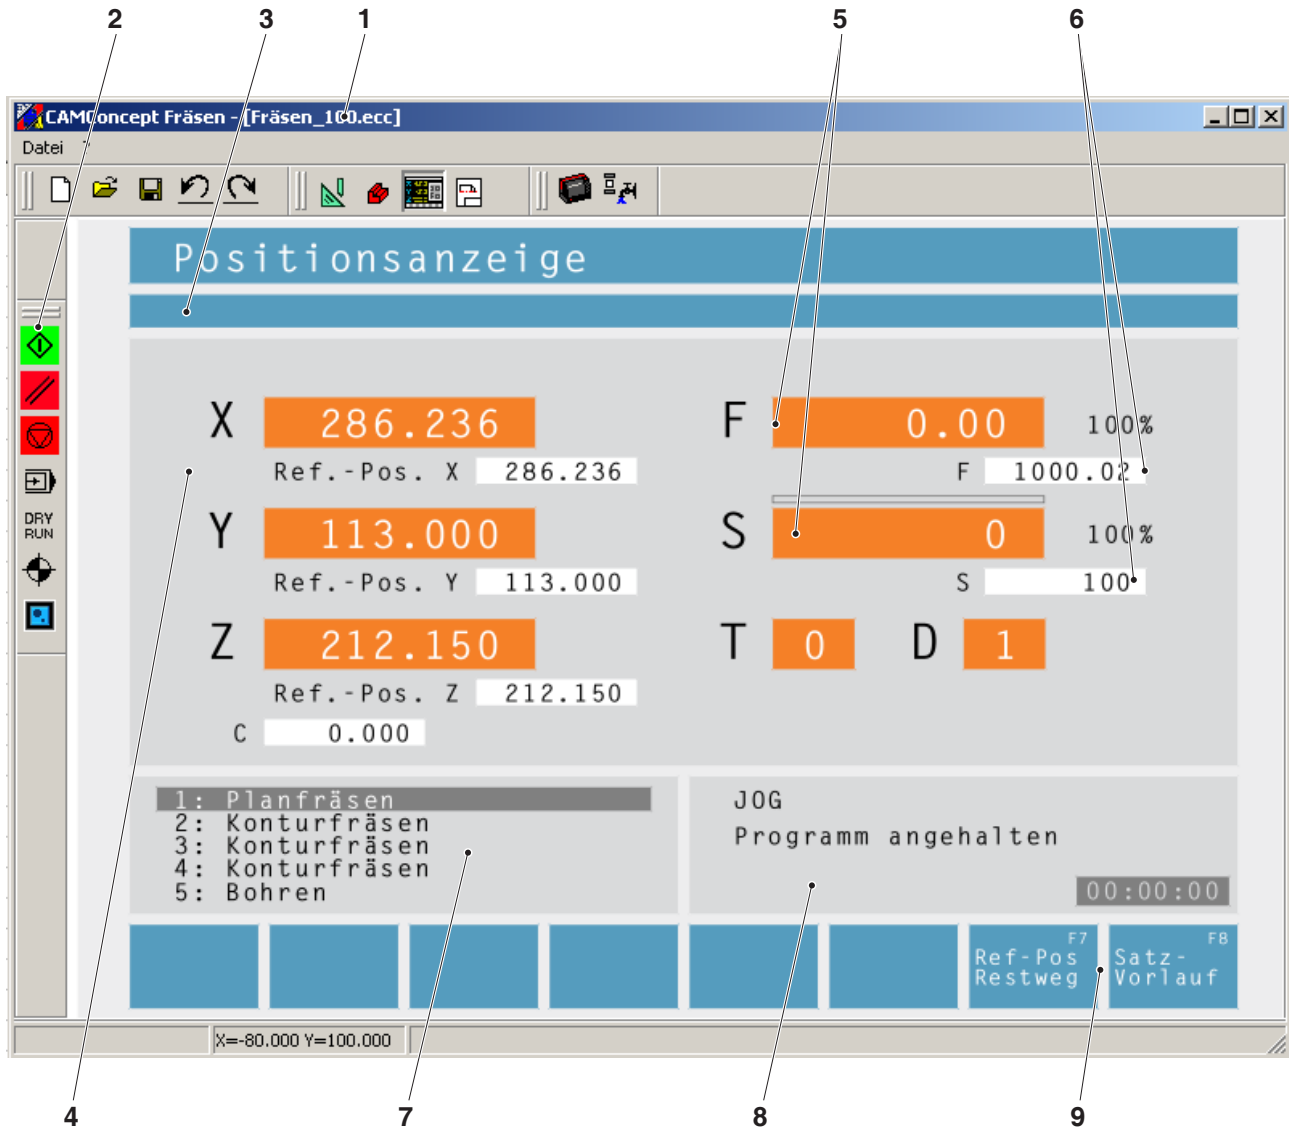 2 3 1 5 6
CAMConcept Fräsen - [Fräsen_100.ecc]
Datei ?
Positionsanzeige
X 286.236 F 0.00 100%
Ref.-Pos. X 286.236 F 1000.02
Y 113.000 S 0 100%
Ref.-Pos. Y 113.000 S 100
Z 212.150 T 0 D 1
Ref.-Pos. Z 212.150
C 0.000
DRY
RUN
1: Planfräsen
2: Konturfräsen
3: Konturfräsen
4: Konturfräsen
5: Bohren
JOG
Programm angehalten
00:00:00
F7
Ref-Pos
Restweg
F8
Satz-
Vorlauf
X=-80.000 Y=100.000
4 7 8 9